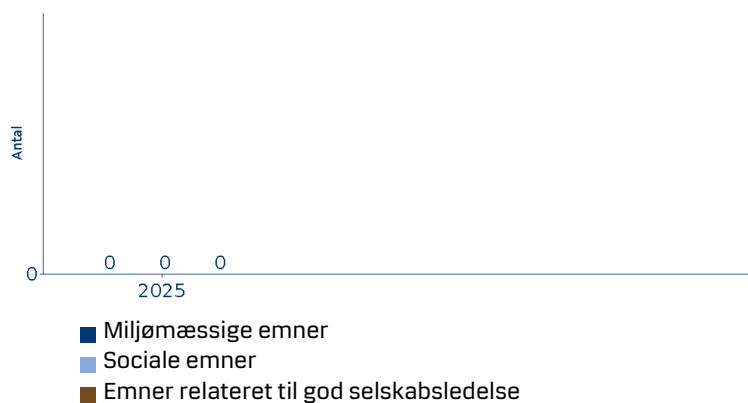 Antal
0 0 0
0
2025
Miljømæssige emner
Sociale emner
Emner relateret til god selskabsledelse